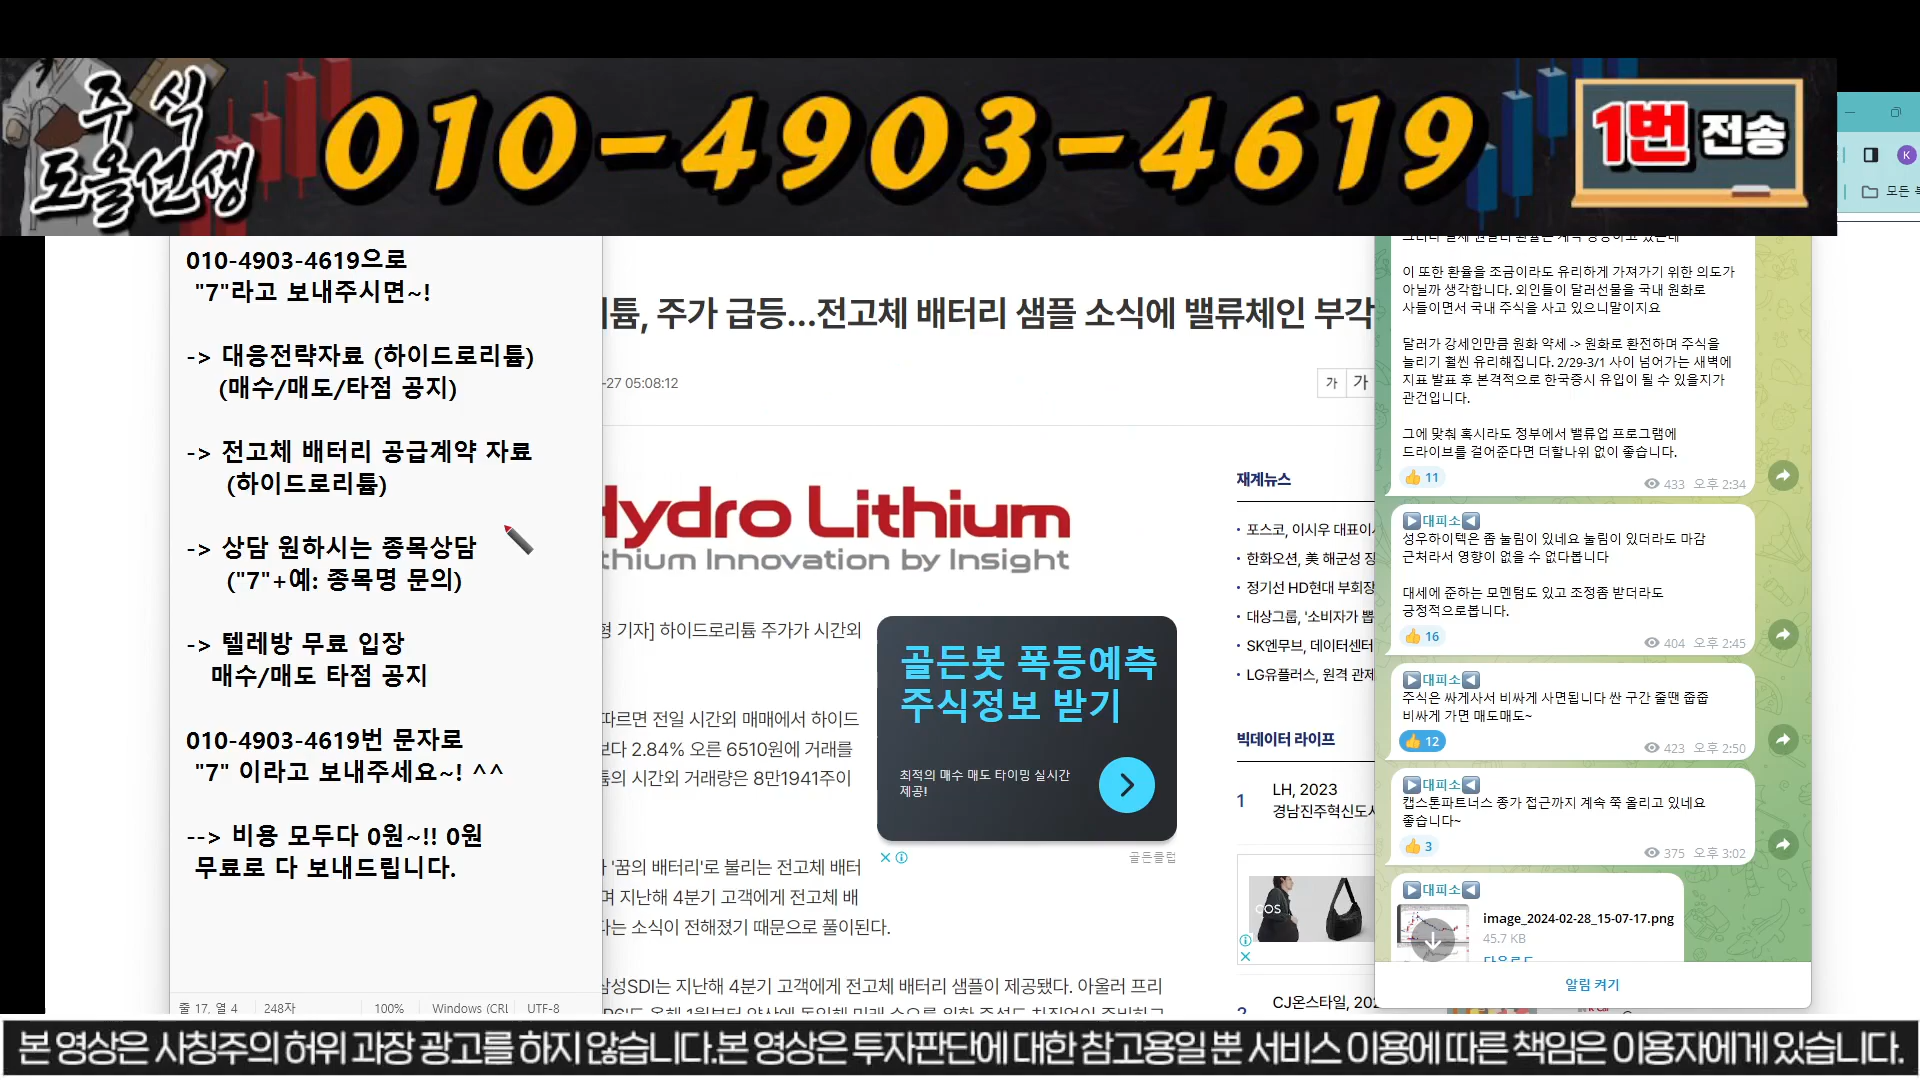 주식
도올선생
010-4903-4619
1번 전송
K
모든
010-4903-4619으로
"7"라고 보내주시면~!
-> 대응전략자료 (하이드로리튬)
(매수/매도/타점 공지)
-> 전고체 배터리 공급계약 자료
(하이드로리튬)
-> 상담 원하시는 종목상담
("7"+예: 종목명 문의)
-> 텔레방 무료 입장
매수/매도 타점 공지
010-4903-4619번 문자로
"7" 이라고 보내주세요~! ^^
--> 비용 모두다 0원~!! 0원
무료로 다 보내드립니다.
줄 17, 열 4
248자
100%
Windows (CRL
UTF-8
리튬, 주가 급등...전고체 배터리 샘플 소식에 밸류체인 부각
-27 05:08:12
가 가
Hydro Lithium
Lithium Innovation by Insight
기자] 하이드로리튬 주가가 시간외
따르면 전일 시간외 매매에서 하이드
보다 2.84% 오른 6510원에 거래를
튬의 시간외 거래량은 8만1941주이
'꿈의 배터리'로 불리는 전고체 배터
며 지난해 4분기 고객에게 전고체 배
다는 소식이 전해졌기 때문으로 풀이된다.
삼성SDI는 지난해 4분기 고객에게 전고체 배터리 샘플이 제공됐다. 아울러 프리
골든봇 폭등예측
주식정보 받기
최적의 매수 매도 타이밍 실시간
제공!
골든클럽
재계뉴스
· 포스코, 이시우 대표이
· 한화오션, 美 해군성 장
· 정기선 HD현대 부회장
· 대상그룹, '소비자가 뽑
· SK엔무브, 데이터센터
· LG유플러스, 원격 관제
빅데이터 라이프
1
LH, 2023
경남진주혁신도시
COS
2
CJ온스타일, 202
이 또한 환율을 조금이라도 유리하게 가져가기 위한 의도가
아닐까 생각합니다. 외인들이 달러선물을 국내 원화로
사들이면서 국내 주식을 사고 있으니말이지요
달러가 강세인만큼 원화 약세 -> 원화로 환전하며 주식을
늘리기 훨씬 유리해집니다. 2/29-3/1 사이 넘어가는 새벽에
지표 발표 후 본격적으로 한국증시 유입이 될 수 있을지가
관건입니다.
그에 맞춰 혹시라도 정부에서 밸류업 프로그램에
드라이브를 걸어준다면 더할나위 없이 좋습니다.
👍 11
433 오후 2:34
▶대피소◀
성우하이텍은 좀 눌림이 있네요 눌림이 있더라도 마감
근처라서 영향이 없을 수 없다봅니다
대세에 준하는 모멘텀도 있고 조정좀 받더라도
긍정적으로봅니다.
👍 16
404 오후 2:45
▶대피소◀
주식은 싸게사서 비싸게 사면됩니다 싼 구간 줄땐 줍줍
비싸게 가면 매도매도~
👍 12
423 오후 2:50
▶대피소◀
캡스톤파트너스 종가 접근까지 계속 쭉 올리고 있네요
좋습니다~
👍 3
375 오후 3:02
▶대피소◀
image_2024-02-28_15-07-17.png
45.7 KB
다운로드
알림 켜기
본 영상은 사칭주의 허위 과장 광고를 하지 않습니다.본 영상은 투자판단에 대한 참고용일 뿐 서비스 이용에 따른 책임은 이용자에게 있습니다.